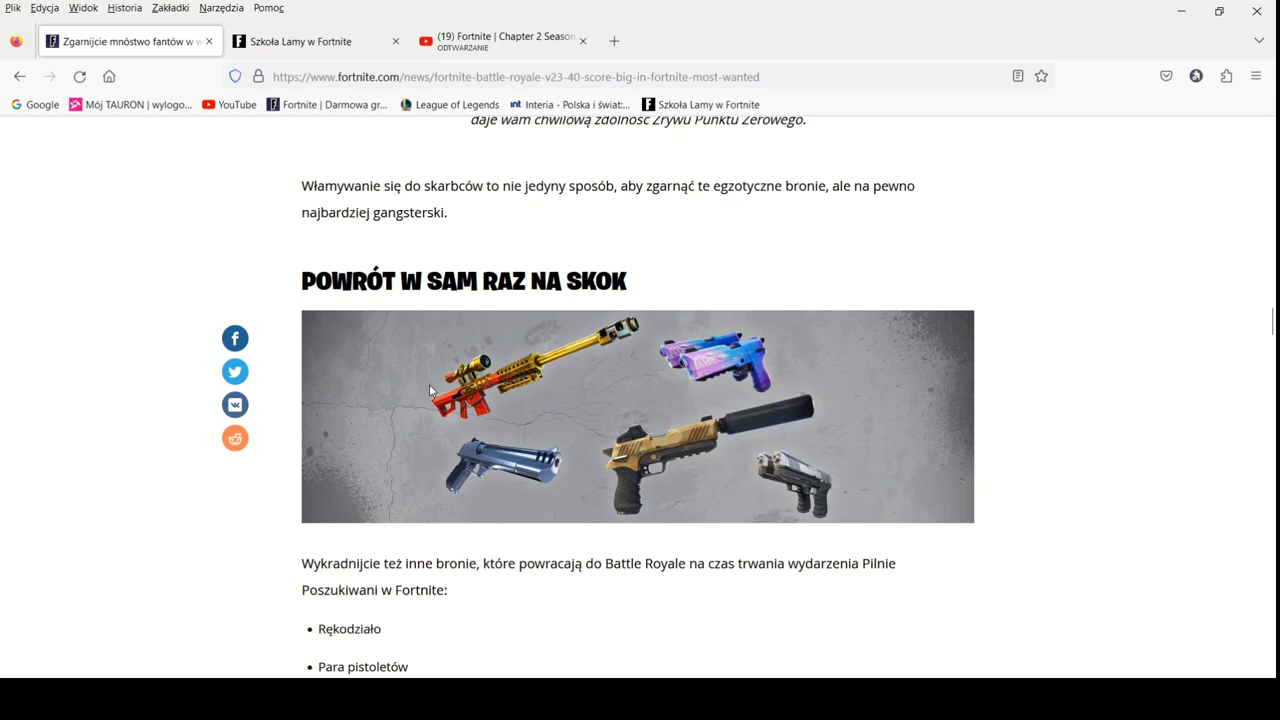 Plik Edycja Widok Historia Zakładki Narzędzia Pomoc
Zgarnijcie mnóstwo fantów w w
Szkoła Lamy w Fortnite
(19) Fortnite | Chapter 2 Season
ODTWARZANIE
https://www.fortnite.com/news/fortnite-battle-royale-v23-40-score-big-in-fortnite-most-wanted
Google Mój TAURON | wylogo... YouTube Fortnite | Darmowa gr... League of Legends Interia - Polska i świat:... Szkoła Lamy w Fortnite
daje wam chwilową zdolność Zrywu Punktu Zerowego.
Włamywanie się do skarbców to nie jedyny sposób, aby zgarnąć te egzotyczne bronie, ale na pewno
najbardziej gangsterski.
POWRÓT W SAM RAZ NA SKOK
Wykradnijcie też inne bronie, które powracają do Battle Royale na czas trwania wydarzenia Pilnie
Poszukiwani w Fortnite:
• Rękodziało
• Para pistoletów